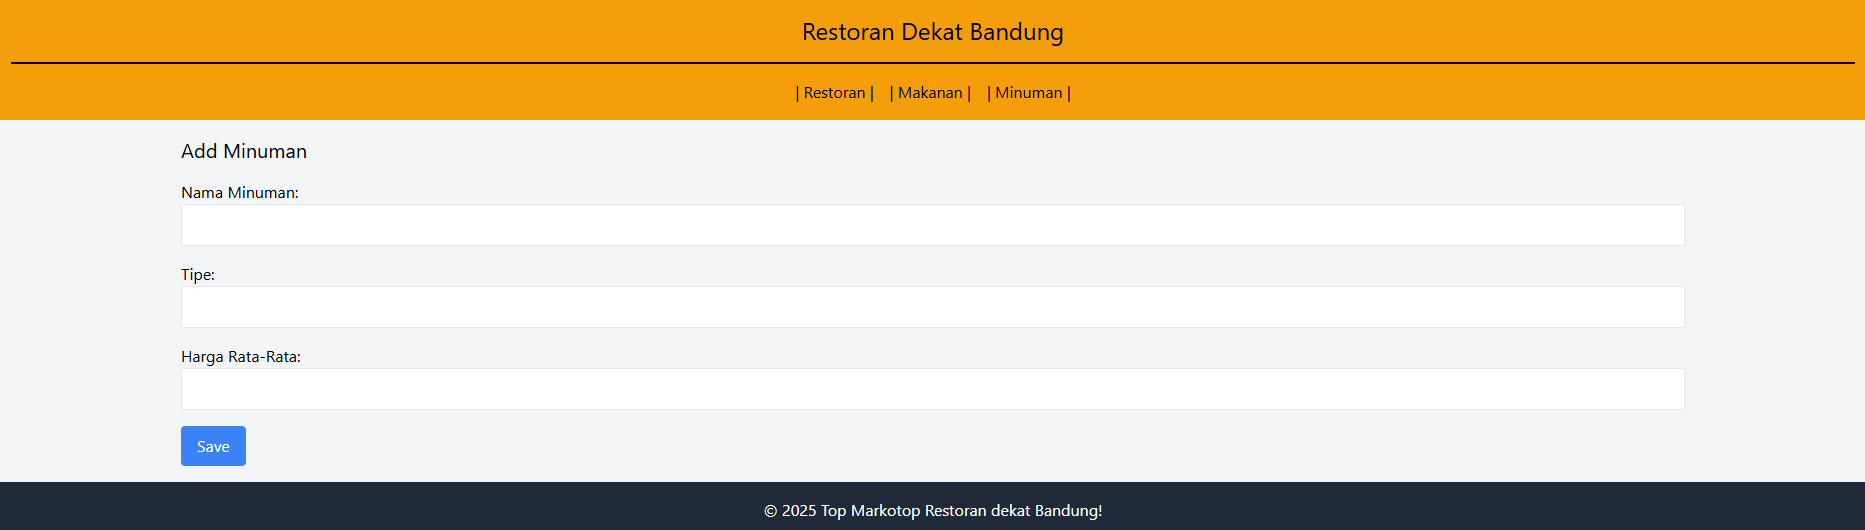 Restoran Dekat Bandung
| Restoran | | Makanan | | Minuman |
Add Minuman
Nama Minuman:
Tipe:
Harga Rata-Rata:
Save
© 2025 Top Markotop Restoran dekat Bandung!